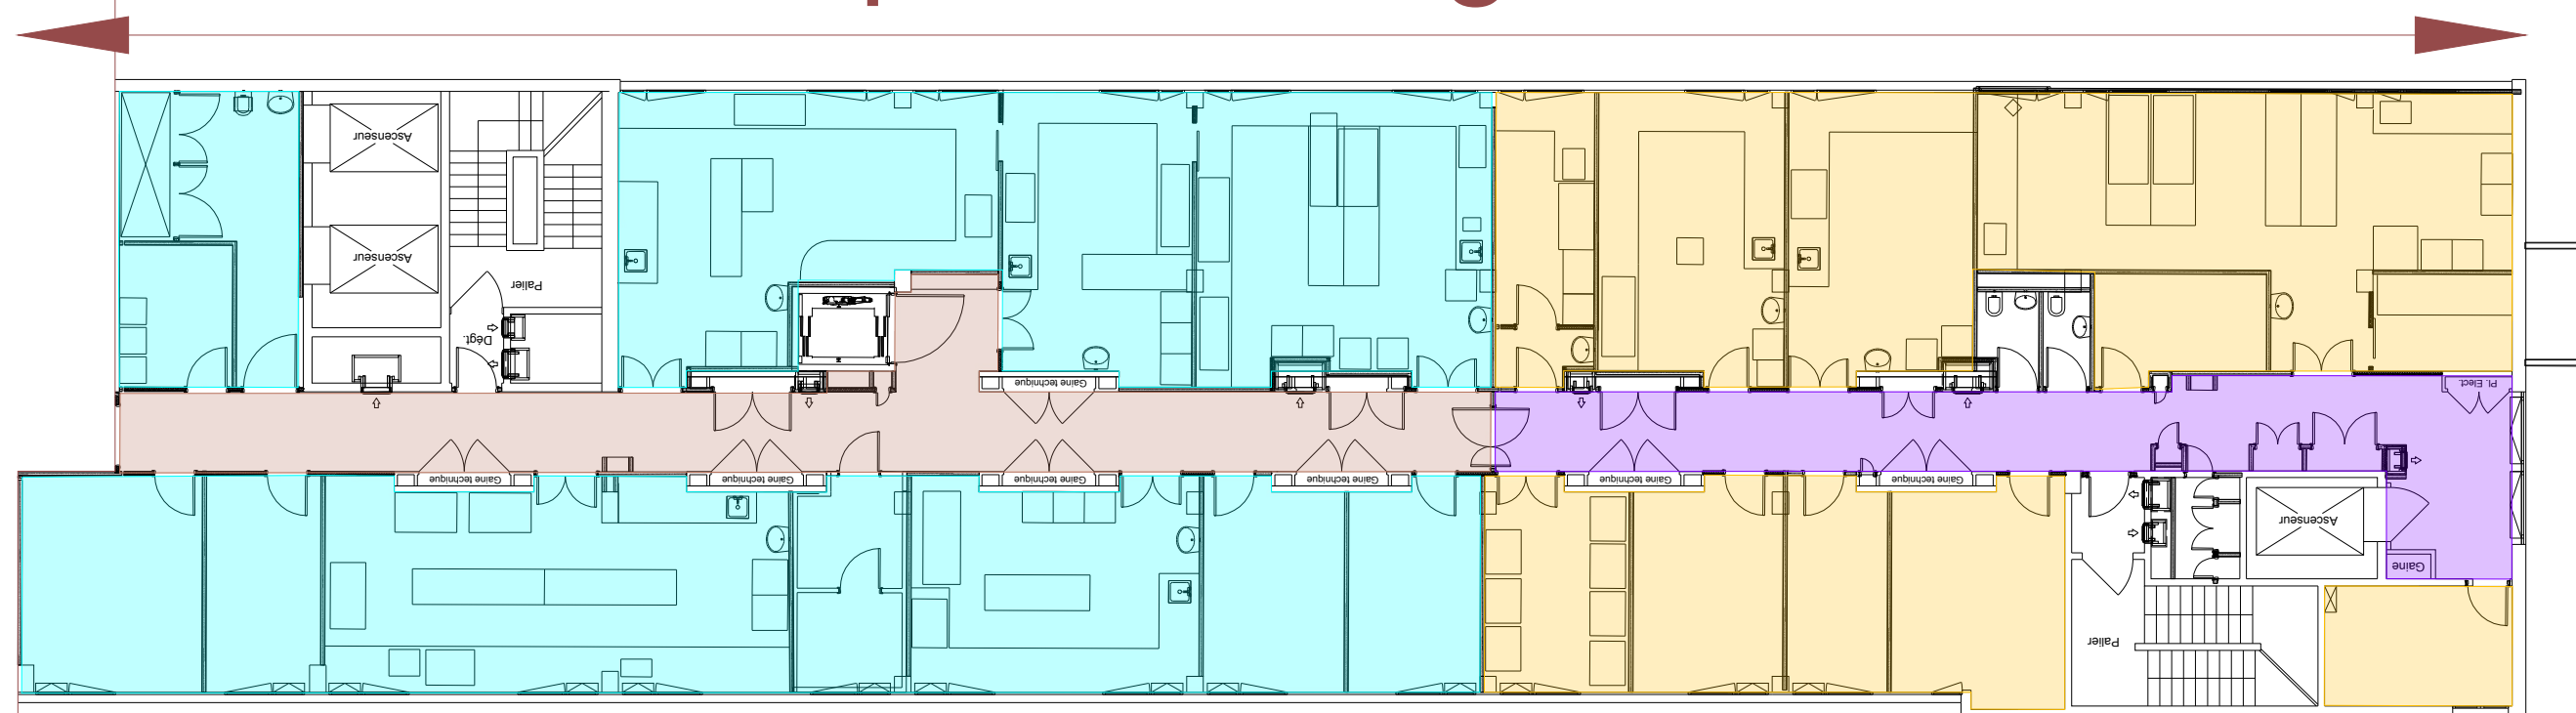 Ascenseur
Ascenseur
Palier
Dégt.
Gaine technique
Pl. Elect.
Gaine technique
Gaine technique
Gaine technique
Gaine technique
Gaine technique
Gaine technique
Ascenseur
Gaine
Palier